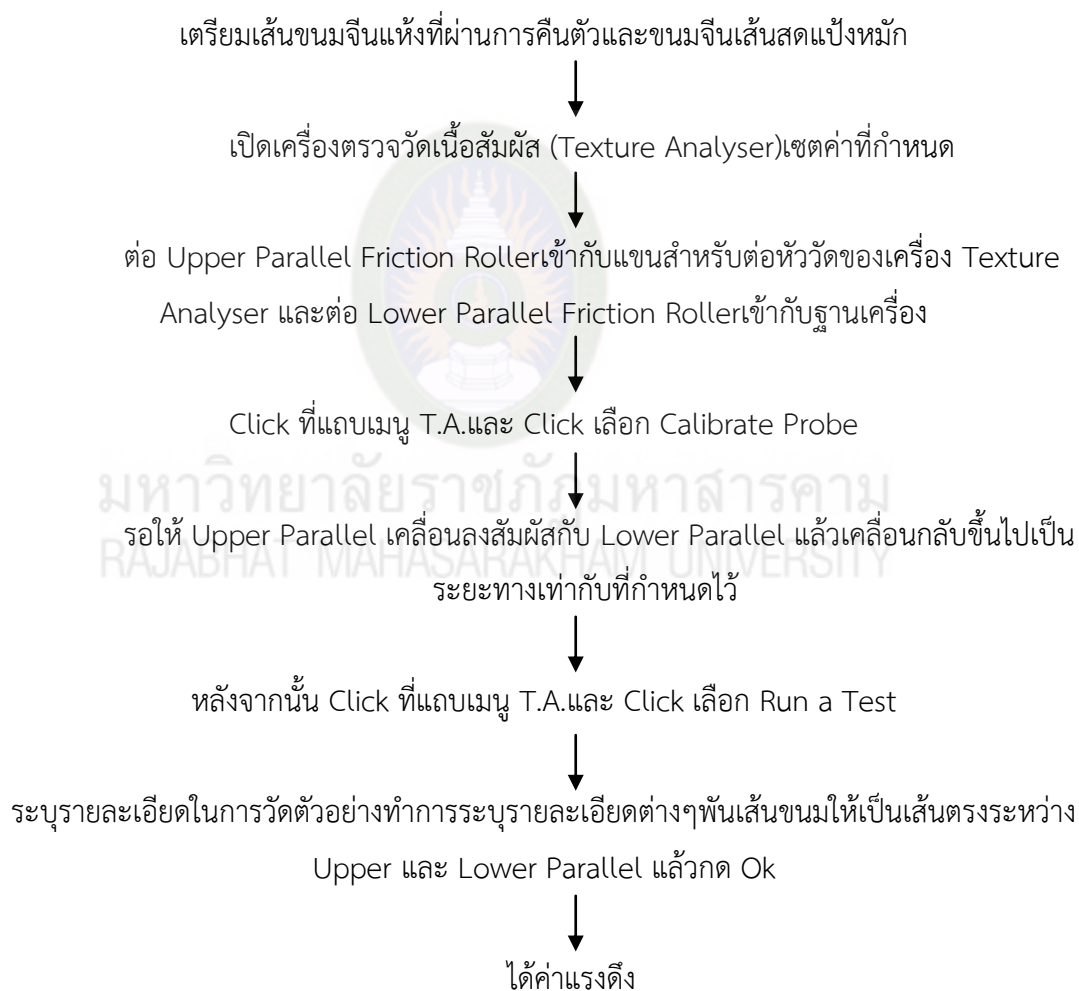 เตรียมเส้นขนมจีนแห้งที่ผ่านการคืนตัวและขนมจีนเส้นสดแป้งหมัก
เปิดเครื่องตรวจวัดเนื้อสัมผัส (Texture Analyser)เซตค่าที่กำหนด
ต่อ Upper Parallel Friction Rollerเข้ากับแขนสำหรับต่อหัววัดของเครื่อง Texture
Analyser และต่อ Lower Parallel Friction Rollerเข้ากับฐานเครื่อง
Click ที่แถบเมนู T.A.และ Click เลือก Calibrate Probe
มหาวิทยาลัยราชภัฏมหาสารคาม
รอให้ Upper Parallel เคลื่อนลงสัมผัสกับ Lower Parallel แล้วเคลื่อนกลับขึ้นไปเป็น
RAJABHAT MAHASARAKHAM UNIVERSITY
ระยะทางเท่ากับที่กำหนดไว้
หลังจากนั้น Click ที่แถบเมนู T.A.และ Click เลือก Run a Test
ระบุรายละเอียดในการวัดตัวอย่างทำการระบุรายละเอียดต่างๆพันเส้นขนมให้เป็นเส้นตรงระหว่าง
Upper และ Lower Parallel แล้วกด Ok
ได้ค่าแรงดึง